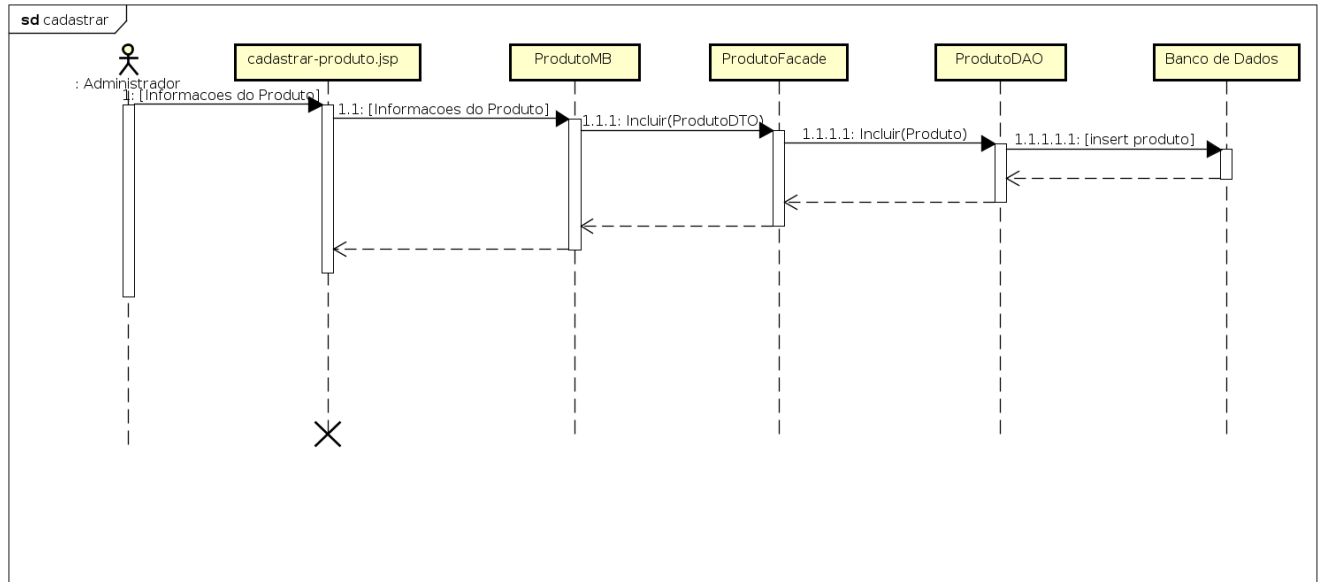 sd cadastrar
: Administrador
cadastrar-produto.jsp
ProdutoMB
ProdutoFacade
ProdutoDAO
Banco de Dados
1: [Informacoes do Produto]
1.1: [Informacoes do Produto]
1.1.1: Incluir(ProdutoDTO)
1.1.1.1: Incluir(Produto)
1.1.1.1.1: [insert produto]